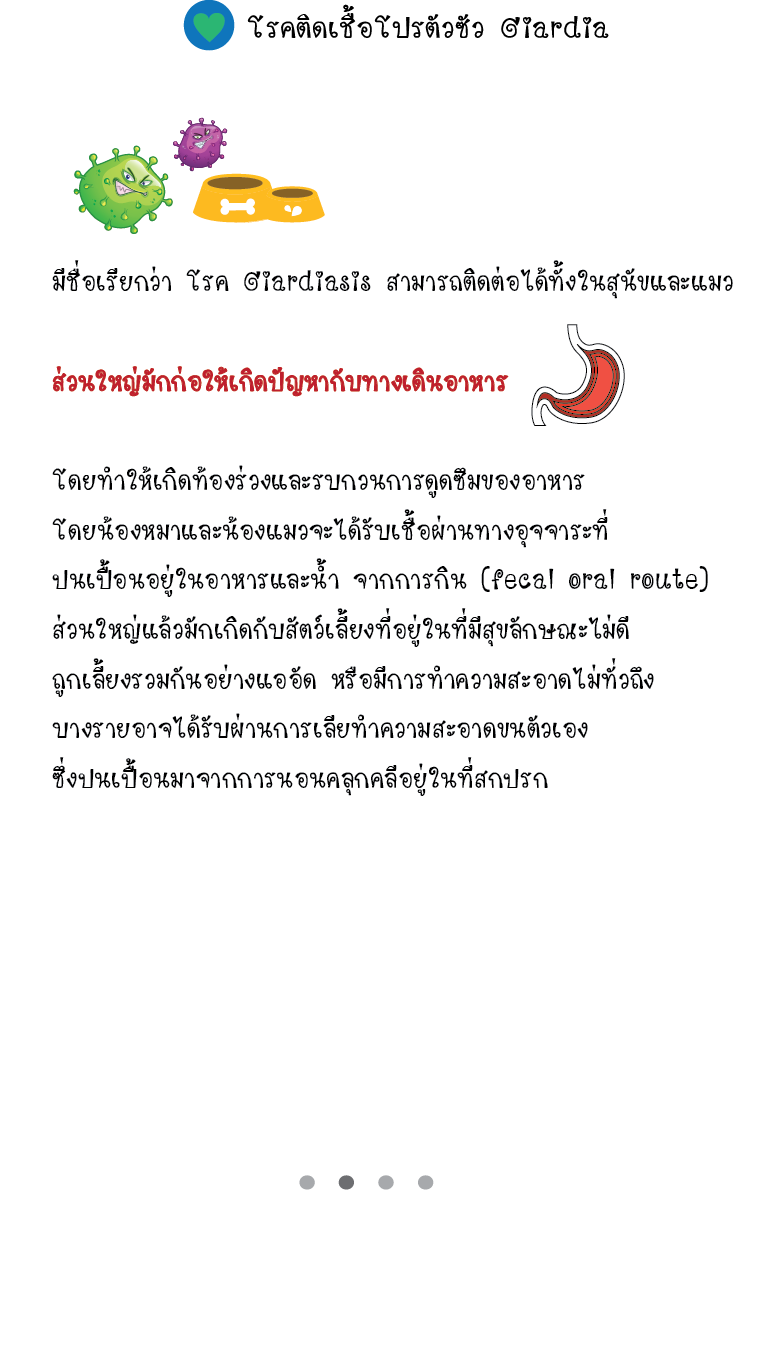 โรคติดเชื้อโปรตัวซัว Giardia
มีชื่อเรียกว่า โรค Giardiasis สามารถติดต่อได้ทั้งในสุนัขและแมว
ส่วนใหญ่มักก่อให้เกิดปัญหากับทางเดินอาหาร
โดยทำให้เกิดท้องร่วงและรบกวนการดูดซึมของอาหาร
โดยน้องหมาและน้องแมวจะได้รับเชื้อผ่านทางอุจจาระที่
ปนเปื้อนอยู่ในอาหารและน้ำ จากการกิน (fecal oral route)
ส่วนใหญ่แล้วมักเกิดกับสัตว์เลี้ยงที่อยู่ในที่มีสุขลักษณะไม่ดี
ถูกเลี้ยงรวมกันอย่างแออัด หรือมีการทำความสะอาดไม่ทั่วถึง
บางรายอาจได้รับผ่านการเลียทำความสะอาดขนตัวเอง
ซึ่งปนเปื้อนมาจากการนอนคลุกคลีอยู่ในที่สกปรก